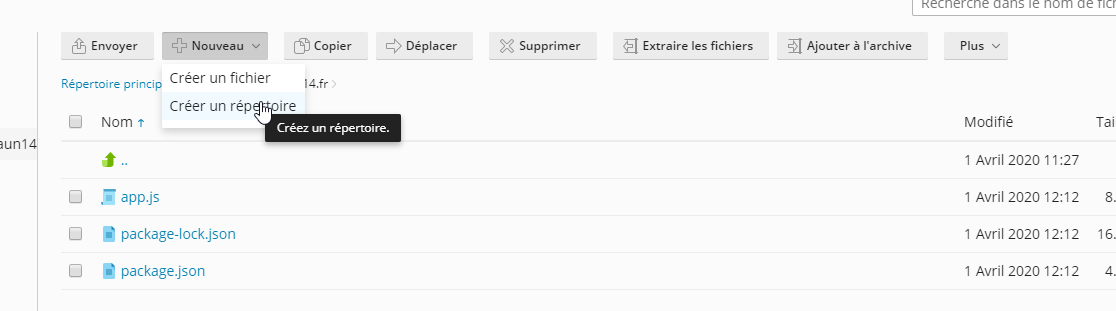 Recherche dans le nom de fic
Envoyer Nouveau Copier Déplacer Supprimer Extraire les fichiers Ajouter à l'archive Plus
Créer un fichier
Répertoire princip 14.fr
Créer un répertoire
Créez un répertoire.
Nom Modifié Tai
aun14
.. 1 Avril 2020 11:27
app.js 1 Avril 2020 12:12 8.
package-lock.json 1 Avril 2020 12:12 16.
package.json 1 Avril 2020 12:12 4.